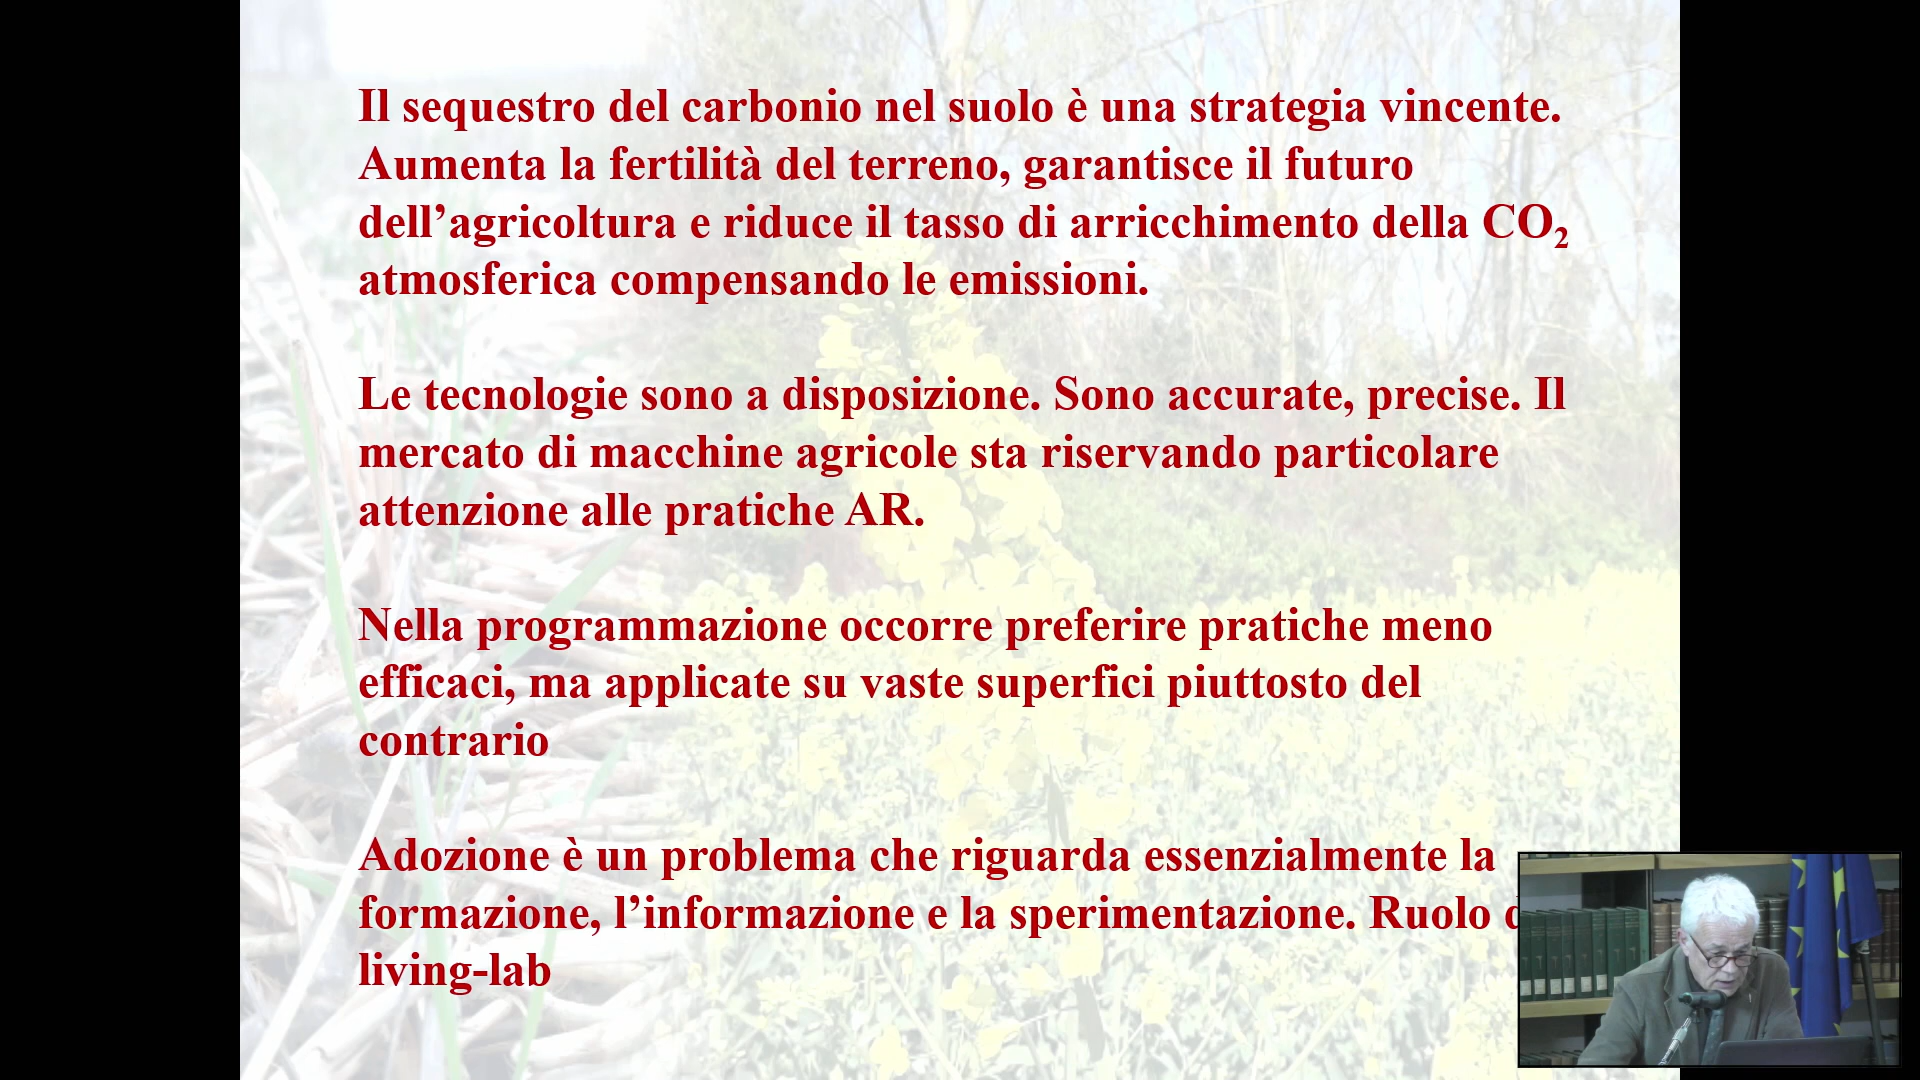 Il sequestro del carbonio nel suolo è una strategia vincente.
Aumenta la fertilità del terreno, garantisce il futuro
dell’agricoltura e riduce il tasso di arricchimento della CO₂
atmosferica compensando le emissioni.
Le tecnologie sono a disposizione. Sono accurate, precise. Il
mercato di macchine agricole sta riservando particolare
attenzione alle pratiche AR.
Nella programmazione occorre preferire pratiche meno
efficaci, ma applicate su vaste superfici piuttosto del
contrario
Adozione è un problema che riguarda essenzialmente la
formazione, l’informazione e la sperimentazione. Ruolo
living-lab